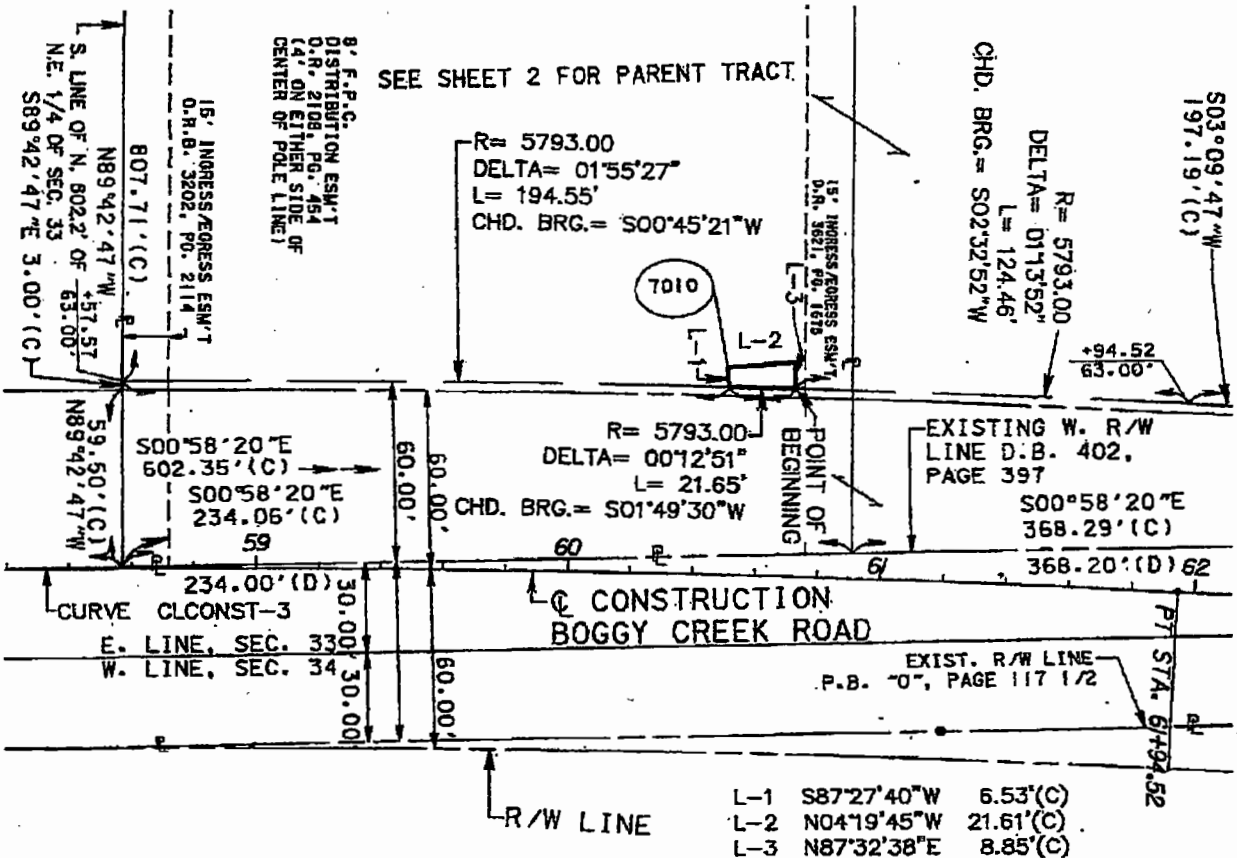 SEE SHEET 2 FOR PARENT TRACT
S. LINE OF N. 602.2' OF
N.E. 1/4 OF SEC. 33
S89°42'47"E 3.00'(C)
807.71'(C)
N89°42'47"W
+57.57
63.00'
15' INGRESS/EGRESS ESM'T
O.R.B. 3202, PG. 2114
8' F.P.C.
DISTRIBUTION ESM'T
O.R. 2108, PG. 454
(4' ON EITHER SIDE OF
CENTER OF POLE LINE)
R= 5793.00
DELTA= 01°55'27"
L= 194.55'
CHD. BRG.= S00°45'21"W
7010
L-1
L-2
L-3
15' INGRESS/EGRESS ESM'T
O.R. 3621, PG. 1678
S03°09'47"W
197.19'(C)
R= 5793.00
DELTA= 01°13'52"
L= 124.46'
CHD. BRG.= S02°32'52"W
+94.52
63.00'
59.50'(C)
N89°42'47"W
S00°58'20"E
602.35'(C)
S00°58'20"E
234.06'(C)
60.00'
60.00'
R= 5793.00
DELTA= 00°12'51"
L= 21.65'
CHD. BRG.= S01°49'30"W
POINT OF
BEGINNING
EXISTING W. R/W
LINE D.B. 402,
PAGE 397
S00°58'20"E
368.29'(C)
368.20'(D)
59
60
61
62
234.00'(D)
CURVE CLCONST-3
E. LINE, SEC. 33
W. LINE, SEC. 34
30.00'
30.00'
60.00'
℄ CONSTRUCTION
BOGGY CREEK ROAD
EXIST. R/W LINE
P.B. "O", PAGE 117 1/2
PT STA. 61+94.52
R/W LINE
L-1 S87°27'40"W 6.53'(C)
L-2 N04°19'45"W 21.61'(C)
L-3 N87°32'38"E 8.85'(C)